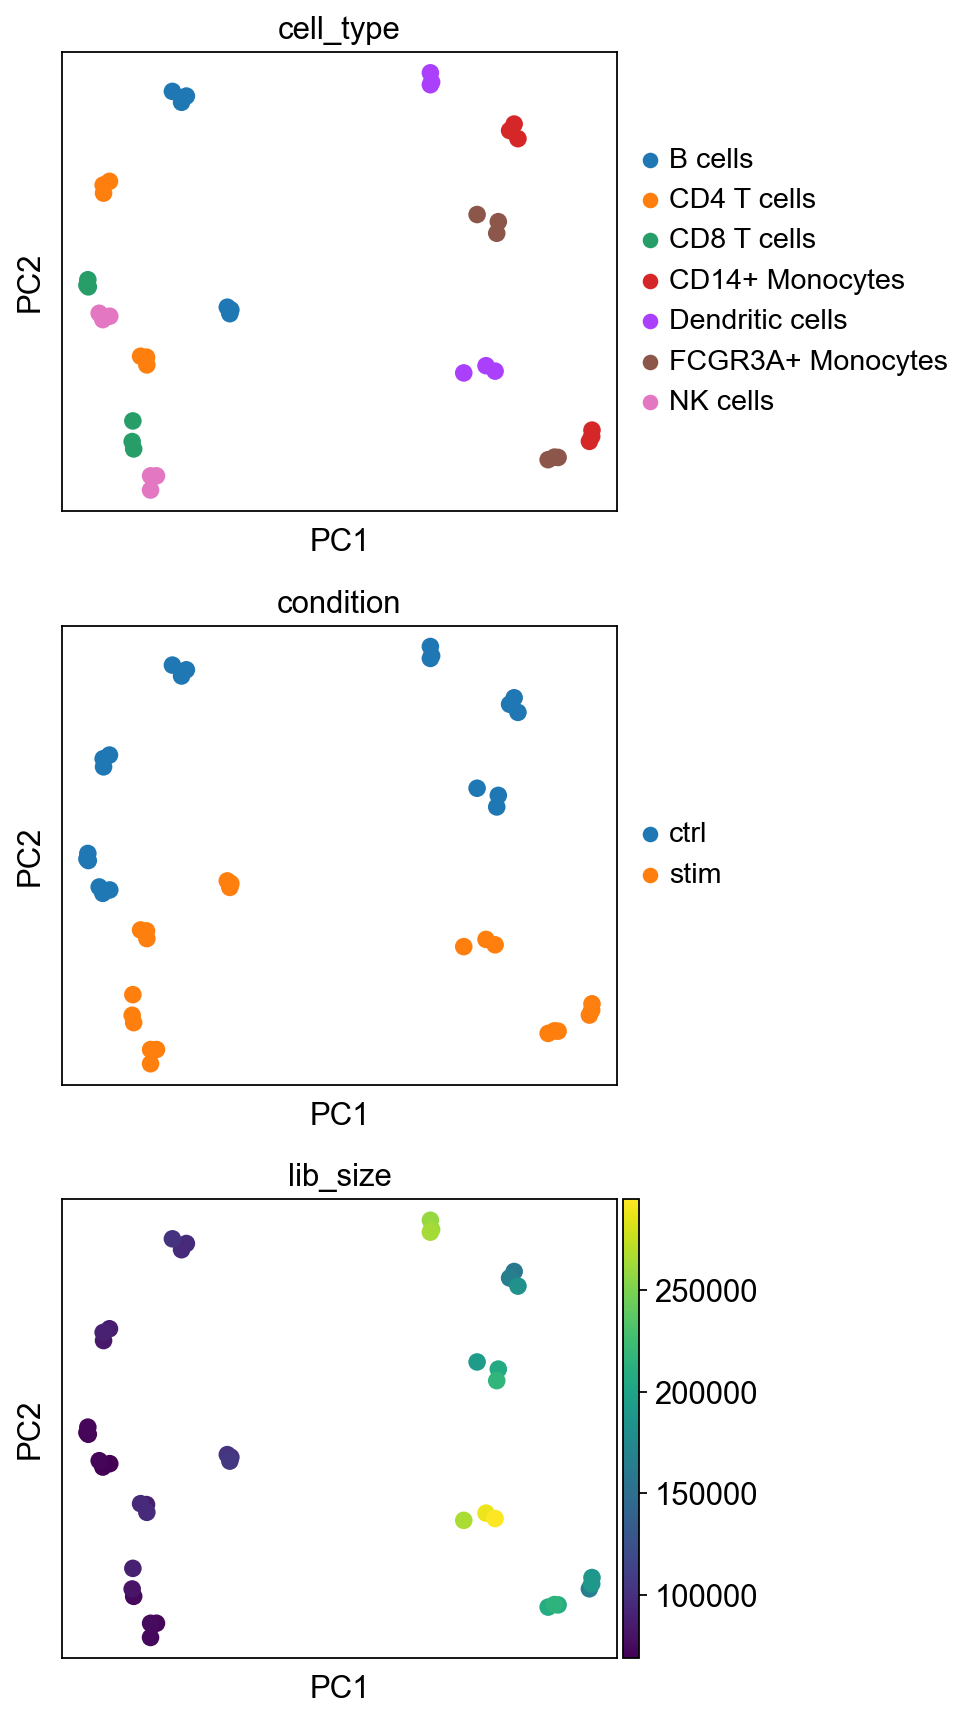 cell_type
PC2
B cells
CD4 T cells
CD8 T cells
CD14+ Monocytes
Dendritic cells
FCGR3A+ Monocytes
NK cells
PC1
condition
PC2
ctrl
stim
PC1
lib_size
PC2
250000
200000
150000
100000
PC1